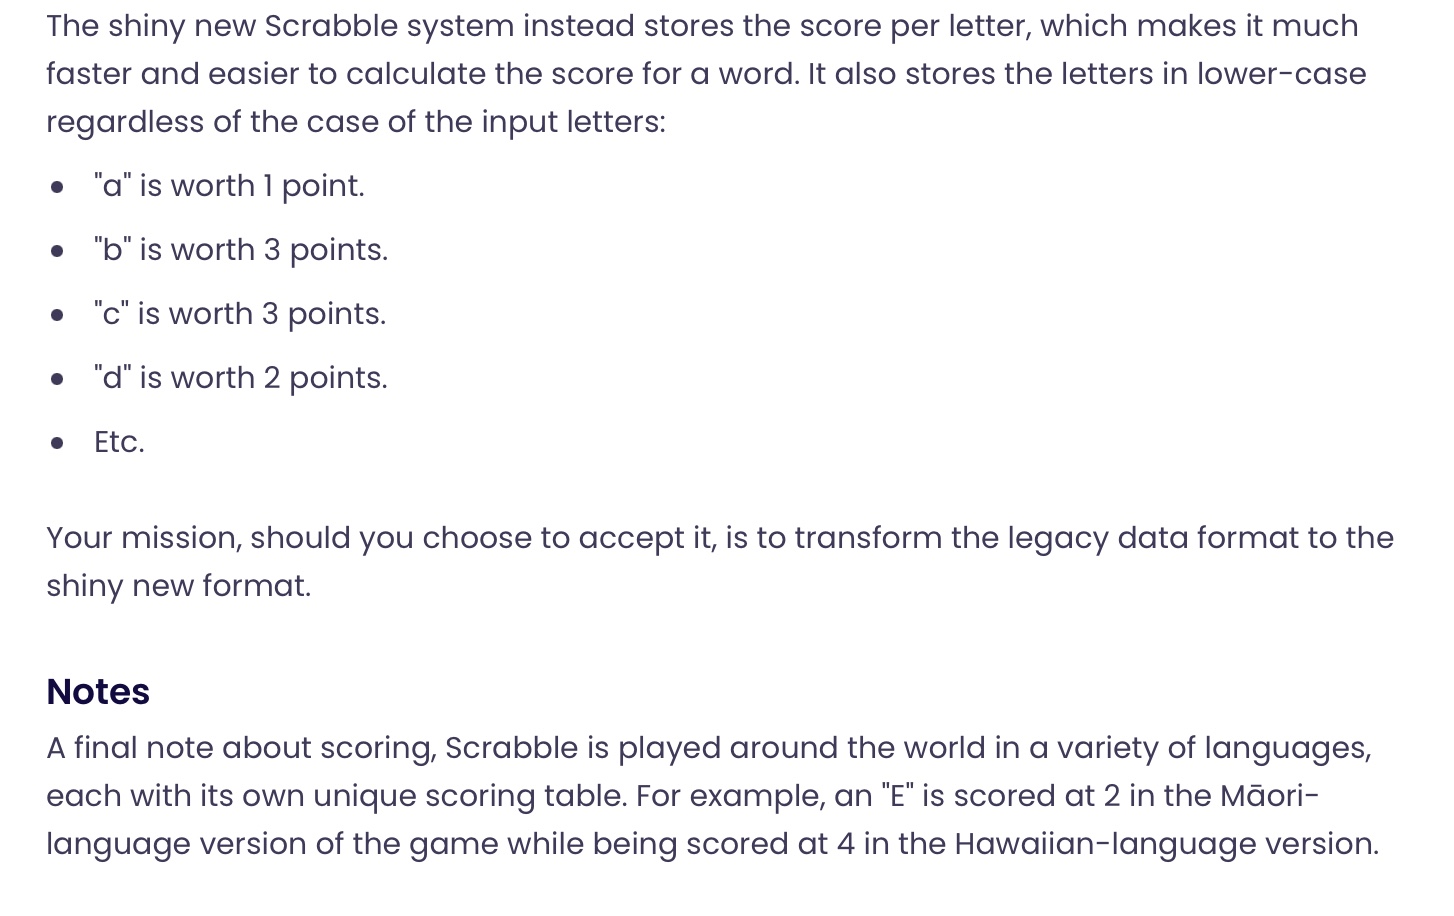 The shiny new Scrabble system instead stores the score per letter, which makes it much
faster and easier to calculate the score for a word. It also stores the letters in lower-case
regardless of the case of the input letters:
• "a" is worth 1 point.
• "b" is worth 3 points.
• "c" is worth 3 points.
• "d" is worth 2 points.
• Etc.
Your mission, should you choose to accept it, is to transform the legacy data format to the
shiny new format.
Notes
A final note about scoring, Scrabble is played around the world in a variety of languages,
each with its own unique scoring table. For example, an "E" is scored at 2 in the Māori-
language version of the game while being scored at 4 in the Hawaiian-language version.